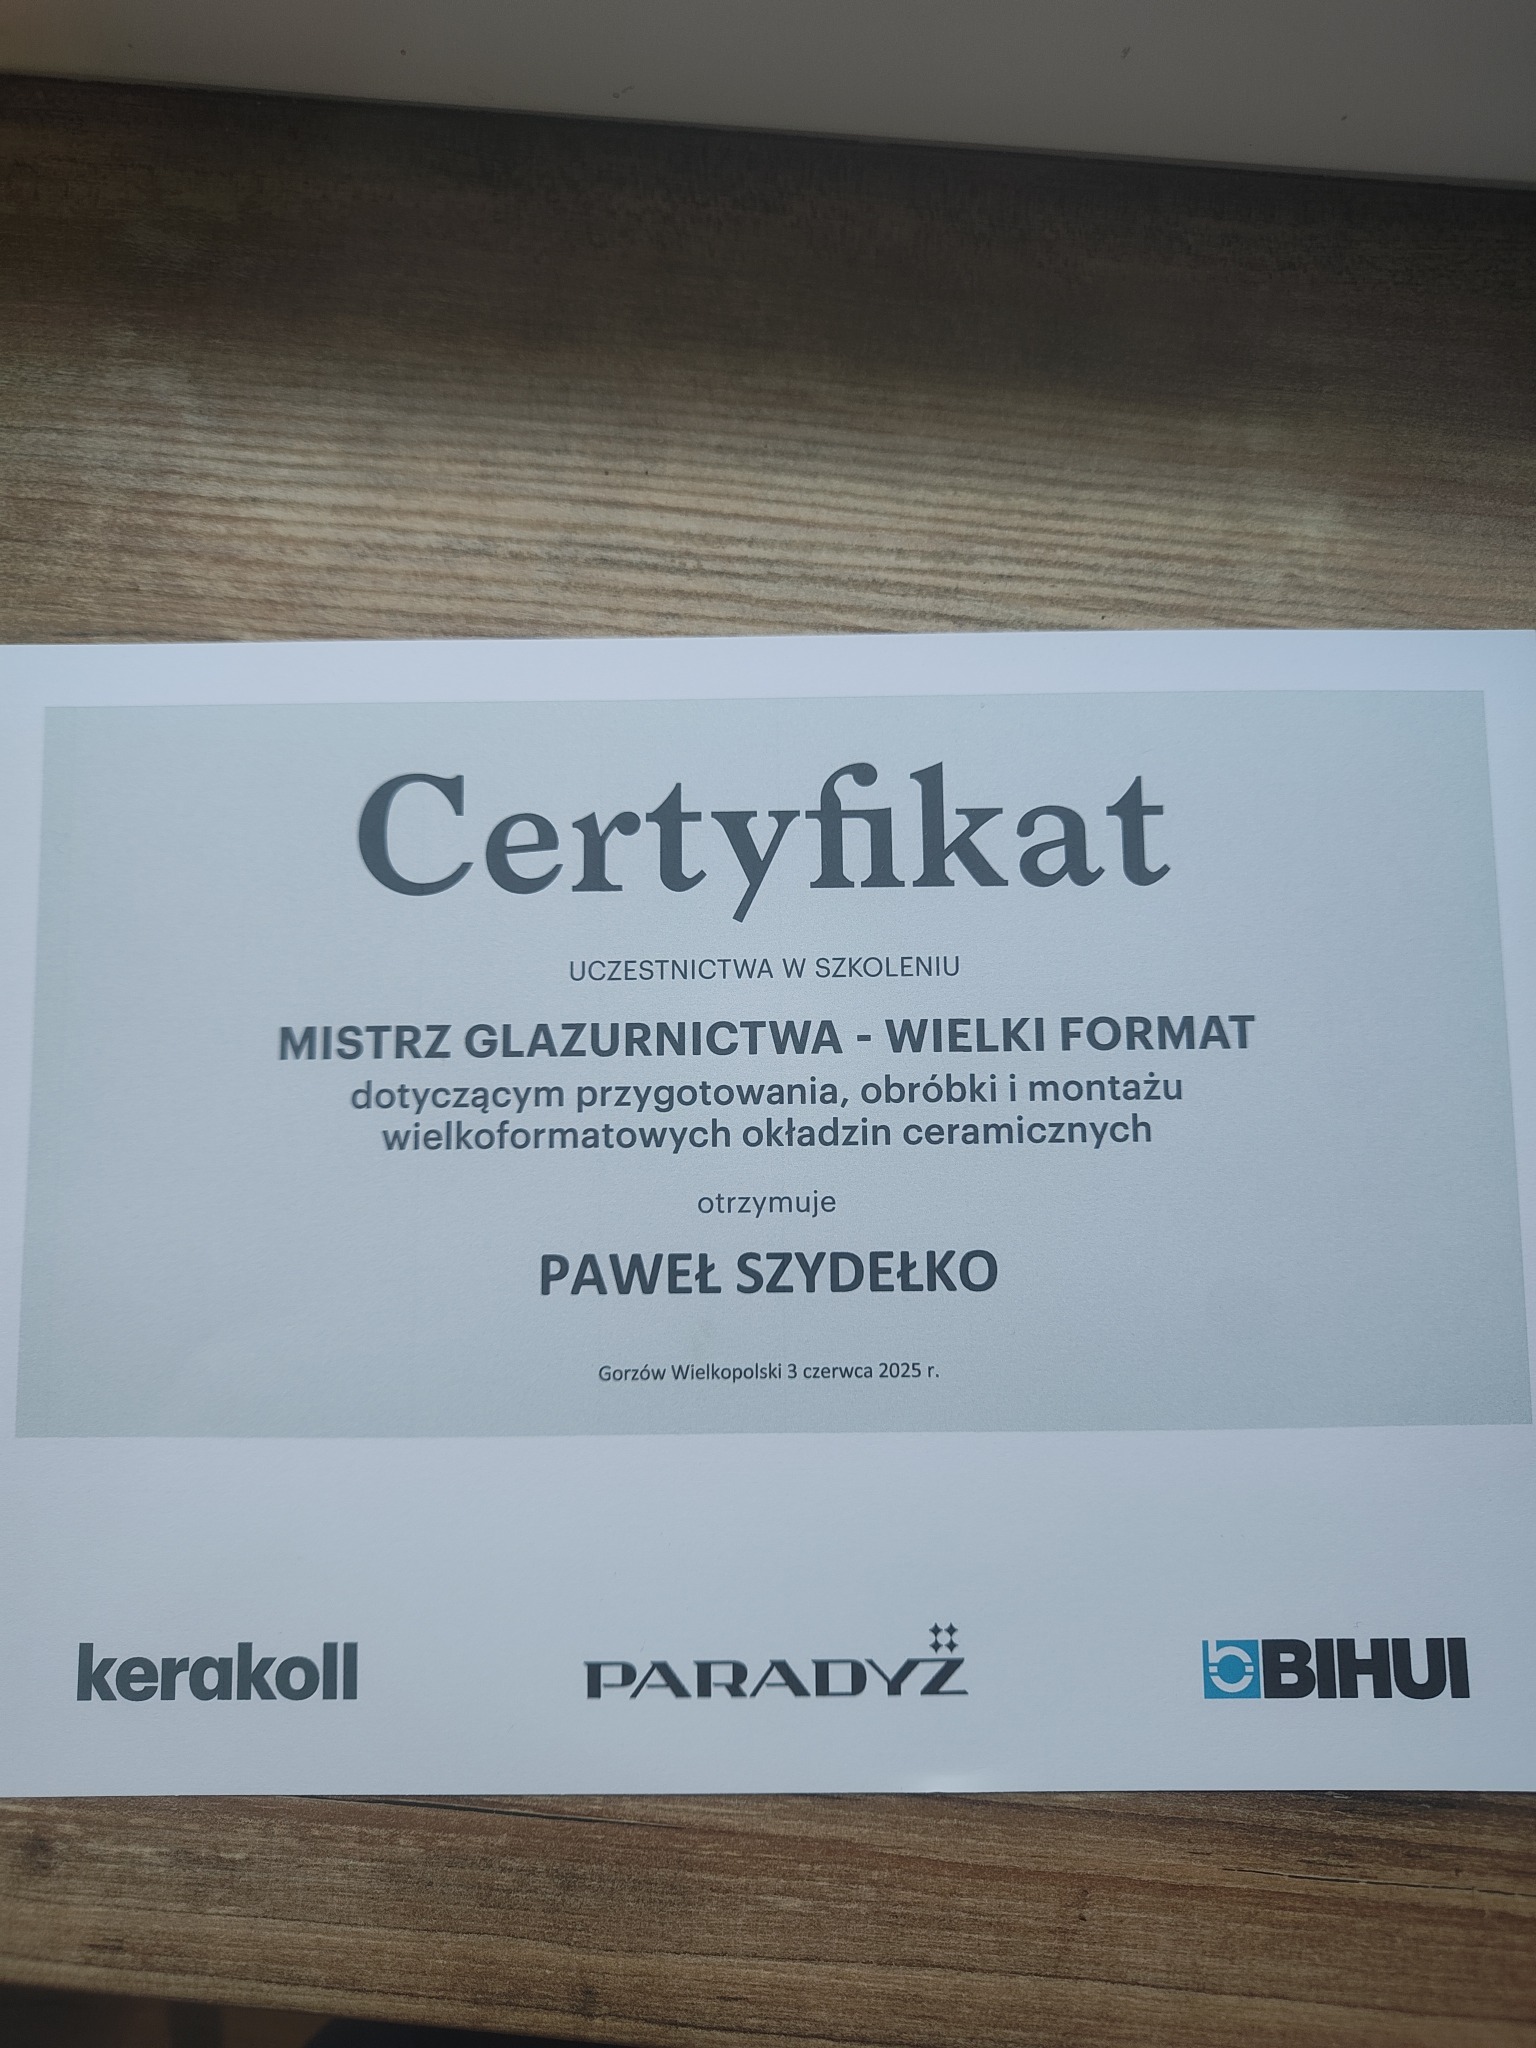 Certyfikat
UCZESTNICTWA W SZKOLENIU
MISTRZ GLAZURNICTWA - WIELKI FORMAT
dotyczącym przygotowania, obróbki i montażu
wielkoformatowych okładzin ceramicznych
otrzymuje
PAWEŁ SZYDEŁKO
Gorzów Wielkopolski 3 czerwca 2025 r.
kerakoll PARADYŻ BIHUI